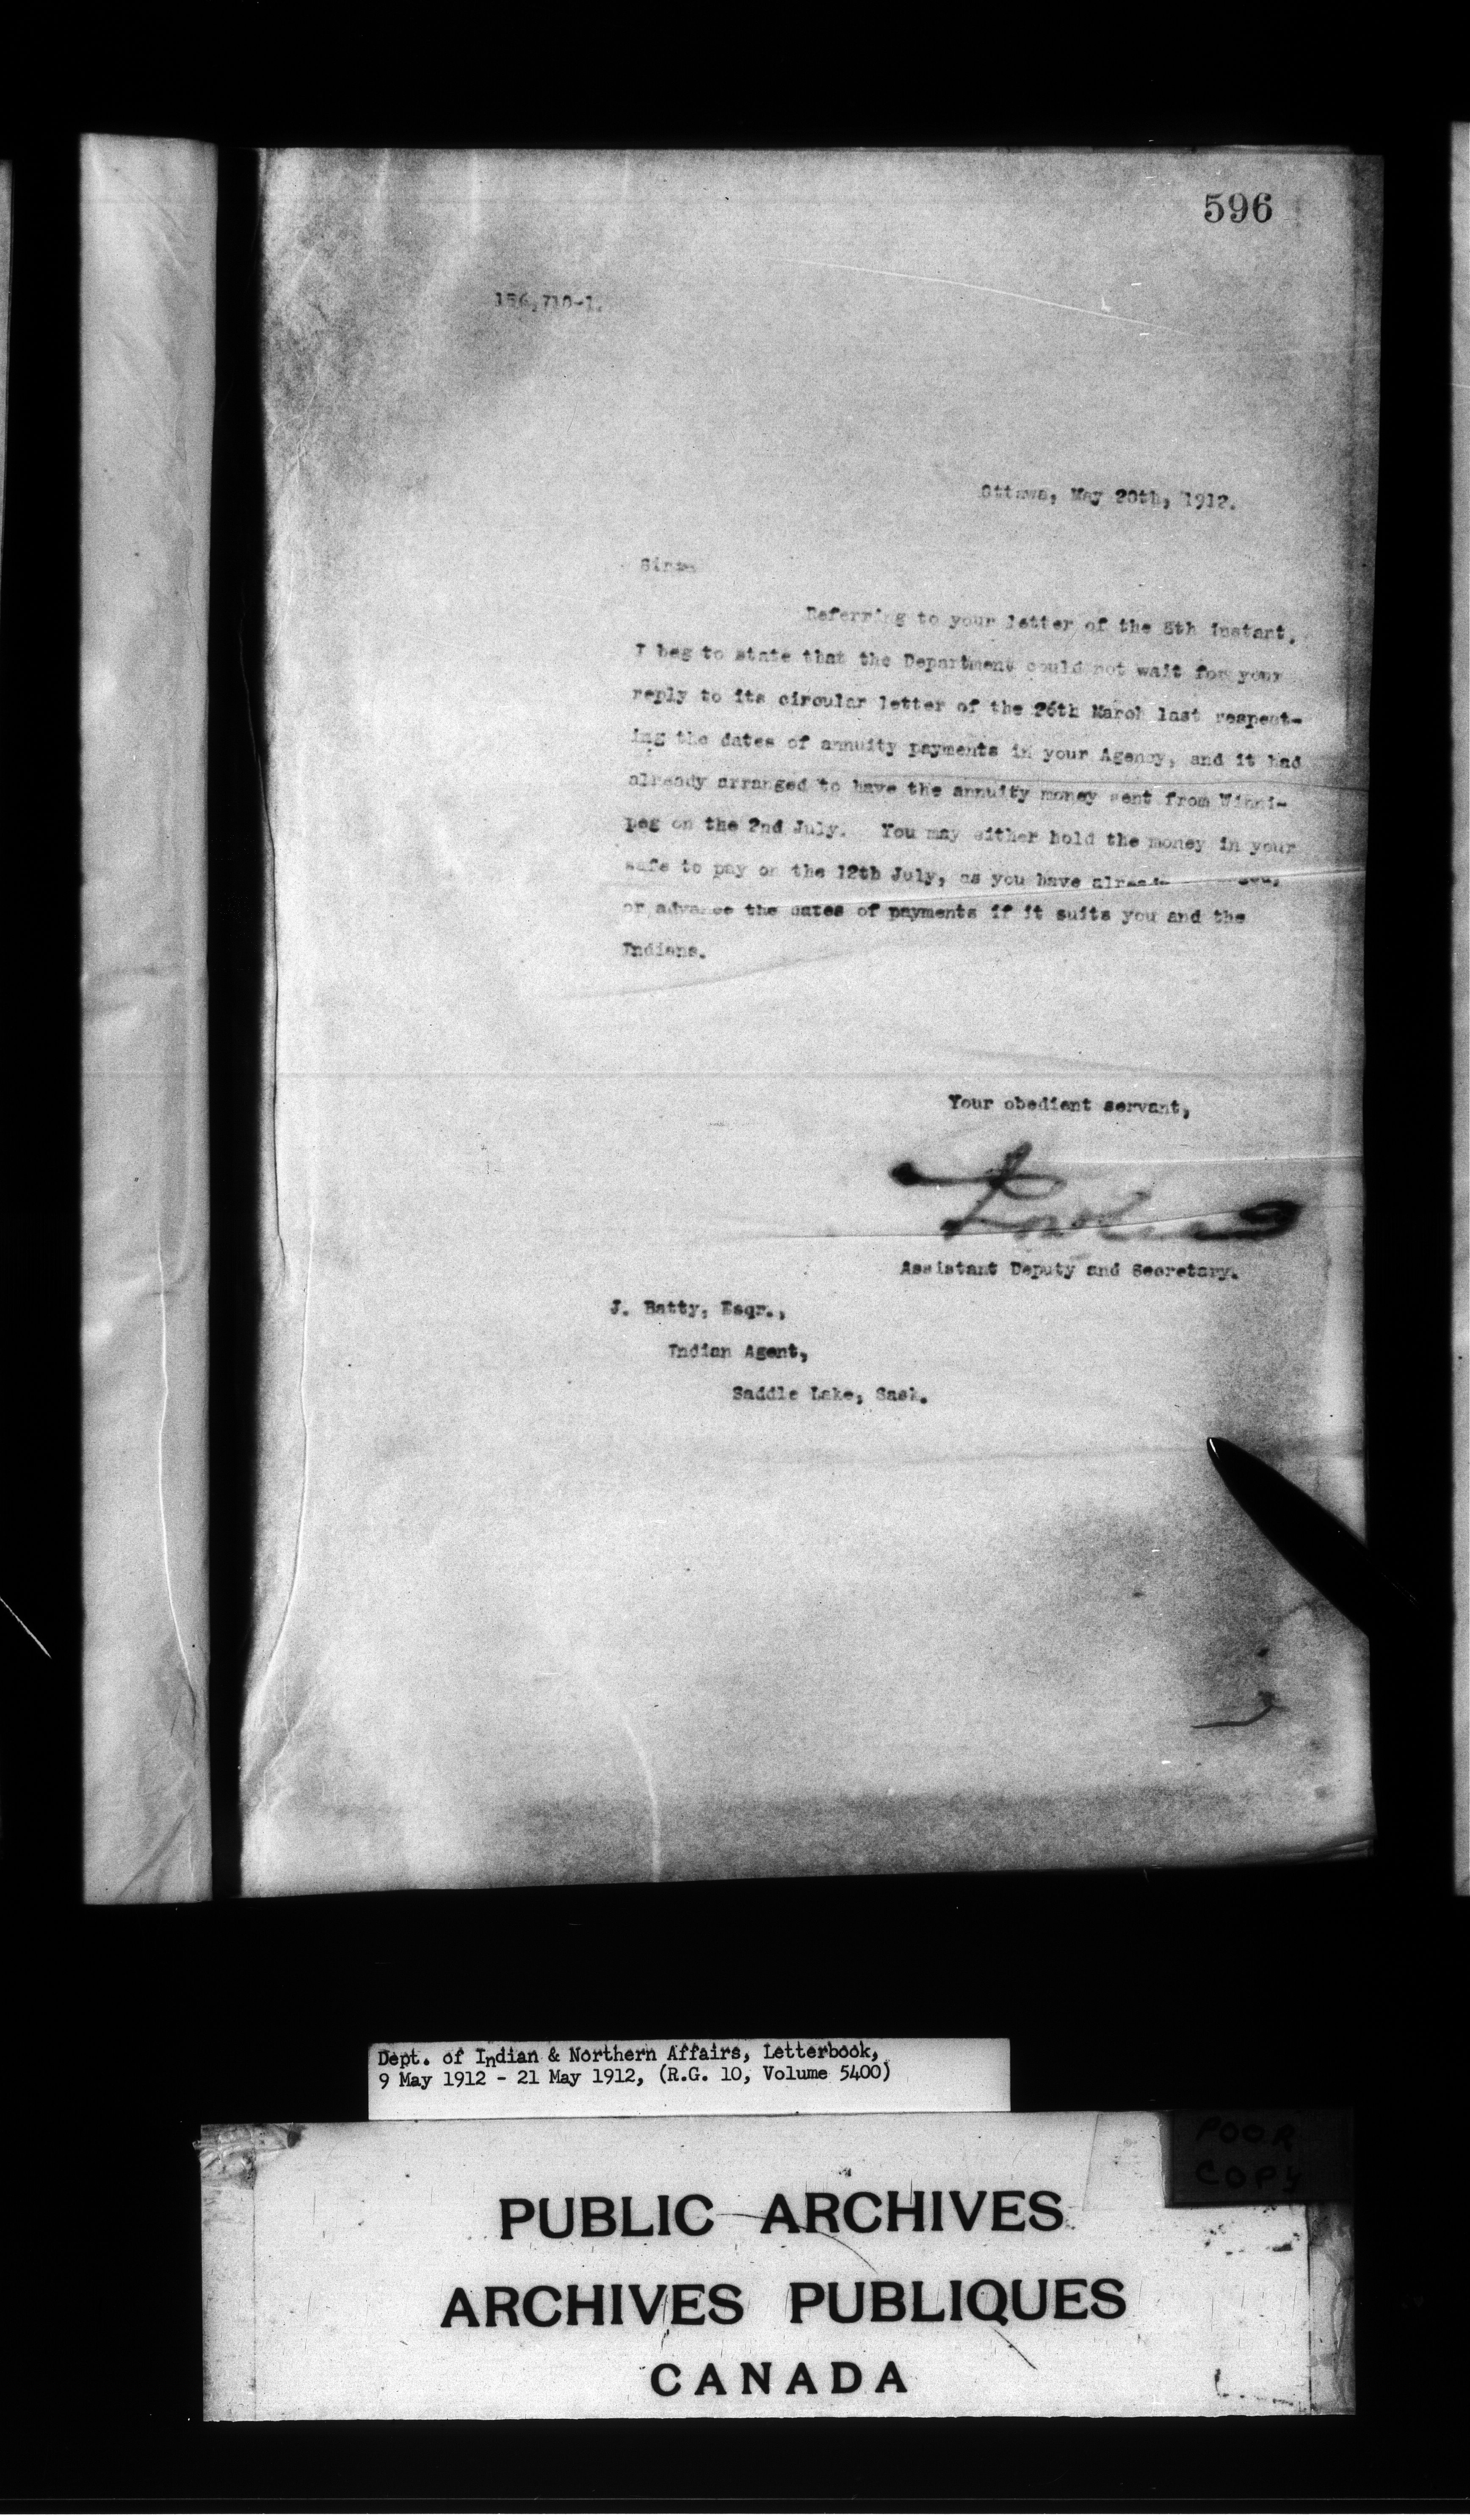 596
156,710-1.
Ottawa, May 20th, 1912.
Sir:-
Referring to your letter of the 8th instant,
I beg to state that the Department could not wait for your
reply to its circular letter of the 26th March last respect-
ing the dates of annuity payments in your Agency, and it had
already arranged to have the annuity money sent from Winni-
peg on the 2nd July. You may either hold the money in your
safe to pay on the 12th July, as you have already
or advance the dates of payments if it suits you and the
Indians.
Your obedient servant,
Assistant Deputy and Secretary.
J. Batty, Esqr.,
Indian Agent,
Saddle Lake, Sask.
Dept. of Indian & Northern Affairs, Letterbook,
9 May 1912 - 21 May 1912, (R.G. 10, Volume 5400)
POOR
COPY
PUBLIC ARCHIVES
ARCHIVES PUBLIQUES
CANADA